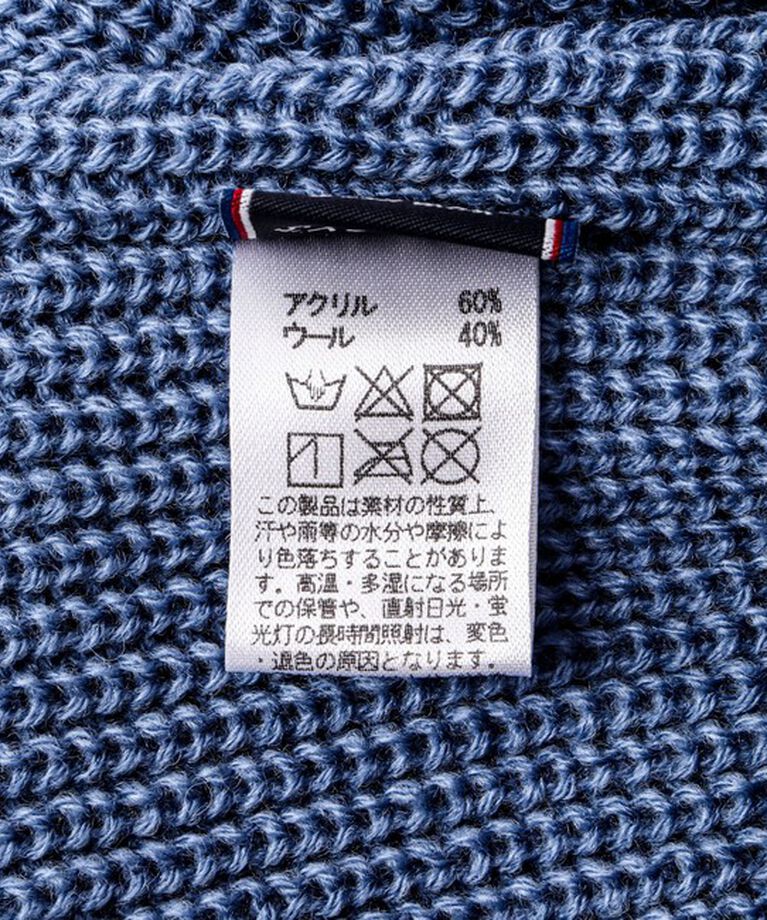 アクリル 60%
ウール 40%
この製品は素材の性質上、
汗や雨等の水分や摩擦によ
り色落ちすることがありま
す。高温・多湿になる場所
での保管や、直射日光・蛍
光灯の長時間照射は、変色
・退色の原因となります。